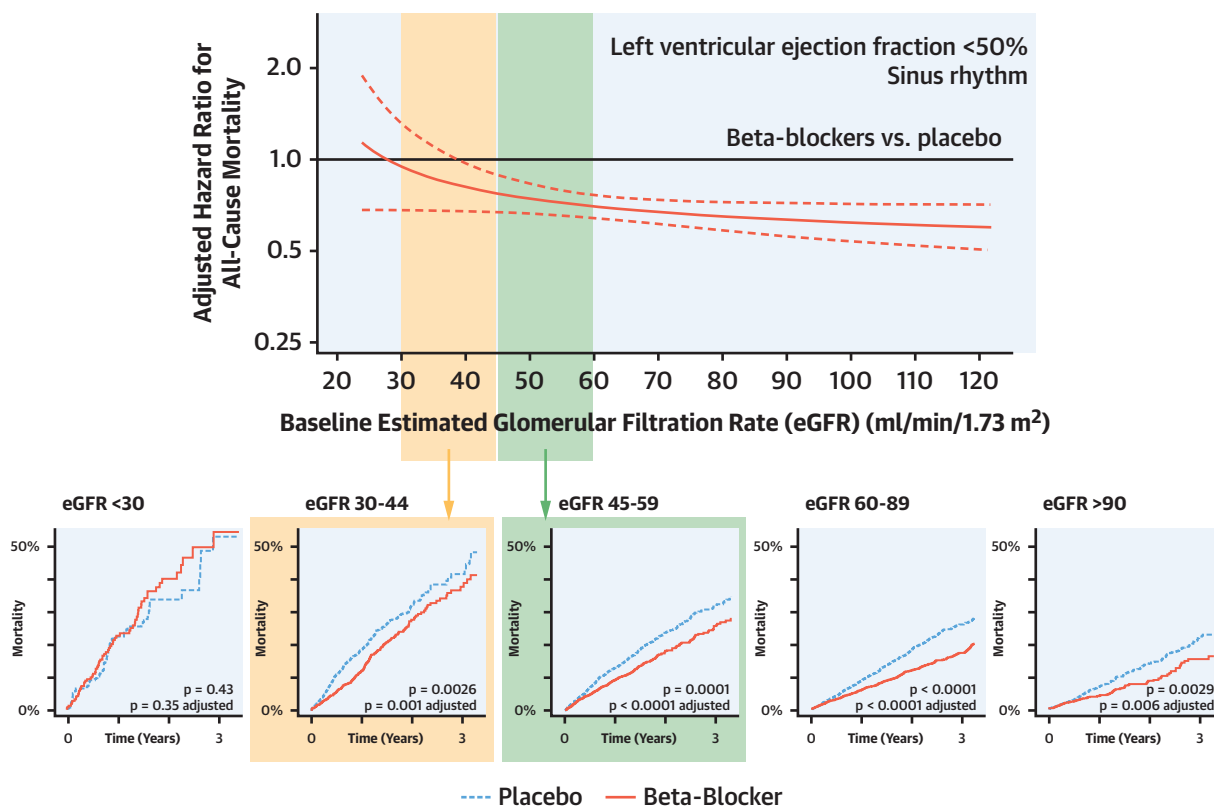 Adjusted Hazard Ratio for
All-Cause Mortality
2.0
1.0
0.5
0.25
Left ventricular ejection fraction <50%
Sinus rhythm
Beta-blockers vs. placebo
20 30 40 50 60 70 80 90 100 110 120
Baseline Estimated Glomerular Filtration Rate (eGFR) (ml/min/1.73 m²)
eGFR <30
50%
Mortality
0%
p = 0.43
p = 0.35 adjusted
0 Time (Years) 3
eGFR 30-44
50%
Mortality
0%
p = 0.0026
p = 0.001 adjusted
0 Time (Years) 3
eGFR 45-59
50%
Mortality
0%
p = 0.0001
p < 0.0001 adjusted
0 Time (Years) 3
eGFR 60-89
50%
Mortality
0%
p < 0.0001
p < 0.0001 adjusted
0 Time (Years) 3
eGFR >90
50%
Mortality
0%
p = 0.0029
p = 0.006 adjusted
0 Time (Years) 3
Placebo Beta-Blocker